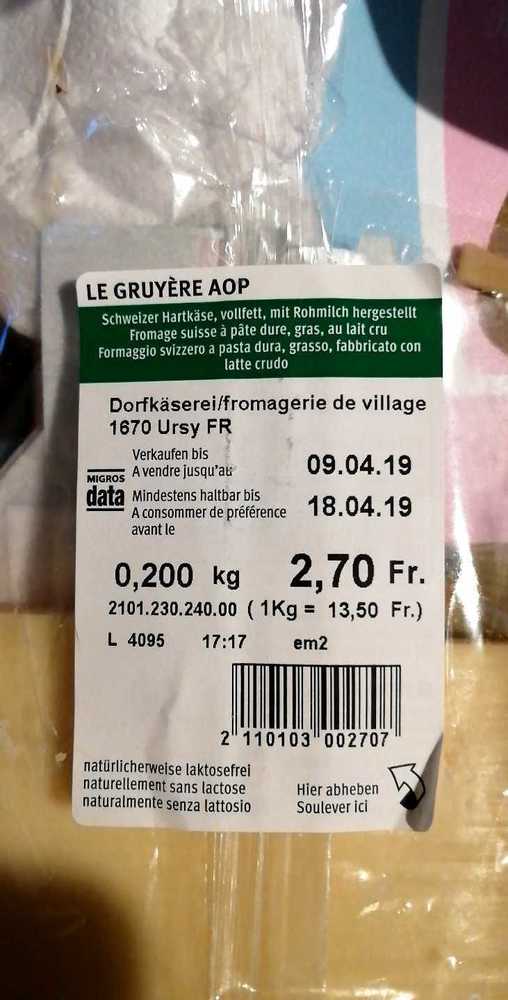 LE GRUYÈRE AOP
Schweizer Hartkäse, vollfett, mit Rohmilch hergestellt
Fromage suisse à pâte dure, gras, au lait cru
Formaggio svizzero a pasta dura, grasso, fabbricato con
latte crudo
Dorfkäserei/fromagerie de village
1670 Ursy FR
Verkaufen bis
A vendre jusqu'au 09.04.19
MIGROS
data
Mindestens haltbar bis
A consommer de préférence
avant le
18.04.19
0,200 kg 2,70 Fr.
2101.230.240.00 ( 1Kg = 13,50 Fr.)
L 4095 17:17 em2
2 110103 002707
natürlicherweise laktosefrei
naturellement sans lactose
naturalmente senza lattosio
Hier abheben
Soulever ici